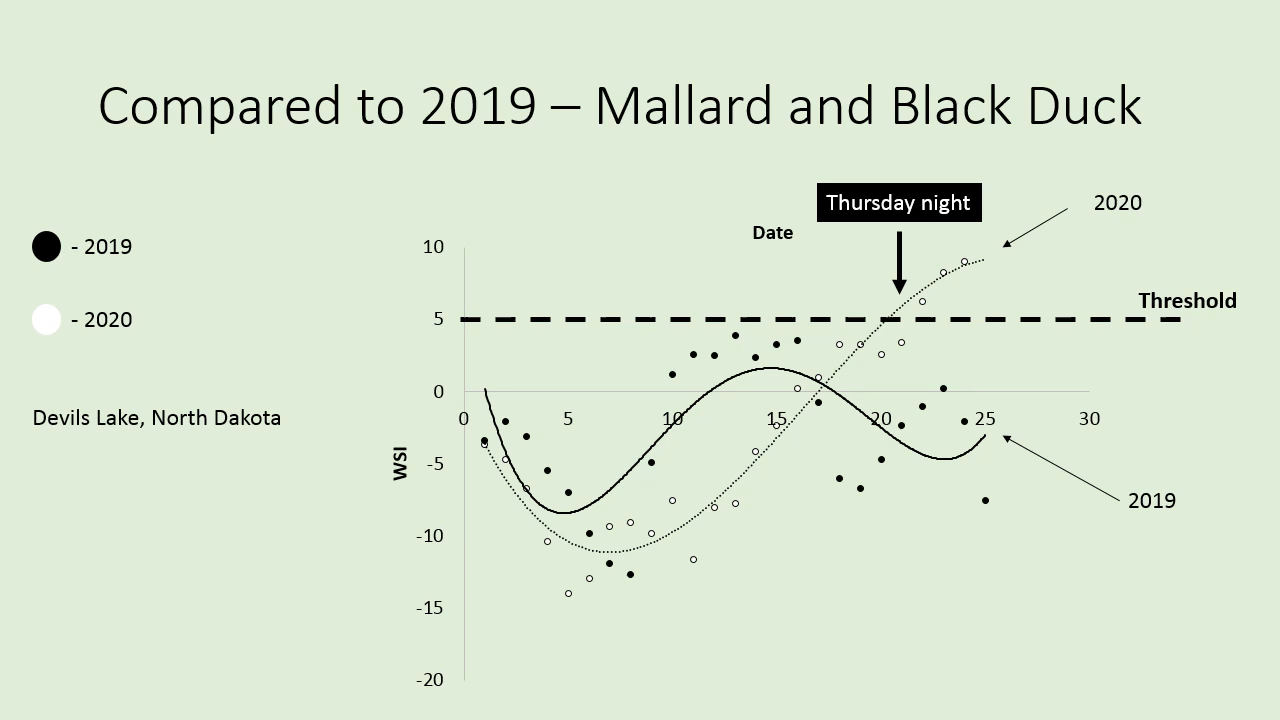 Compared to 2019 – Mallard and Black Duck
Thursday night
2020
Date
- 2019
- 2020
Devils Lake, North Dakota
Threshold
10
5
0
-5
-10
-15
-20
WSI
0 5 10 15 20 25 30
2019